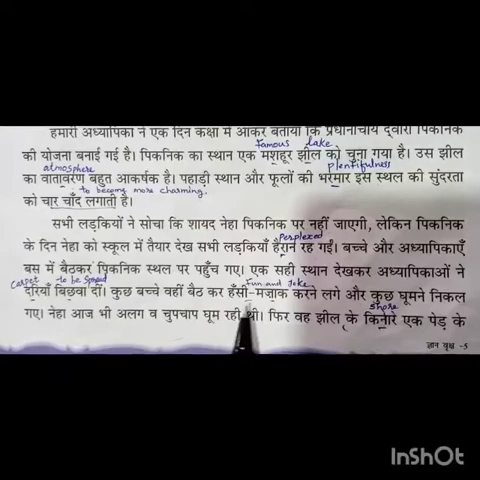 हमारी अध्यापिका ने एक दिन कक्षा में आकर बताया कि प्रधानाचार्य द्वारा पिकनिक
Famous lake
की योजना बनाई गई है। पिकनिक का स्थान एक मशहूर झील को चुना गया है। उस झील
atmosphere plentifulness
का वातावरण बहुत आकर्षक है। पहाड़ी स्थान और फूलों की भरमार इस स्थल की सुंदरता
to become more charming.
को चार चाँद लगाती है।
सभी लड़कियों ने सोचा कि शायद नेहा पिकनिक पर नहीं जाएगी, लेकिन पिकनिक
Perplexed
के दिन नेहा को स्कूल में तैयार देख सभी लड़कियाँ हैरान रह गईं। बच्चे और अध्यापिकाएँ
बस में बैठकर पिकनिक स्थल पर पहुँच गए। एक सही स्थान देखकर अध्यापिकाओं ने
Carpet - to be spread Fun and Joke
दरियाँ बिछवा दीं। कुछ बच्चे वहीं बैठ कर हँसी-मज़ाक करने लगे और कुछ घूमने निकल
shore
गए। नेहा आज भी अलग व चुपचाप घूम रही थी। फिर वह झील के किनारे एक पेड़ के
ज्ञान वृक्ष -5
InShOt